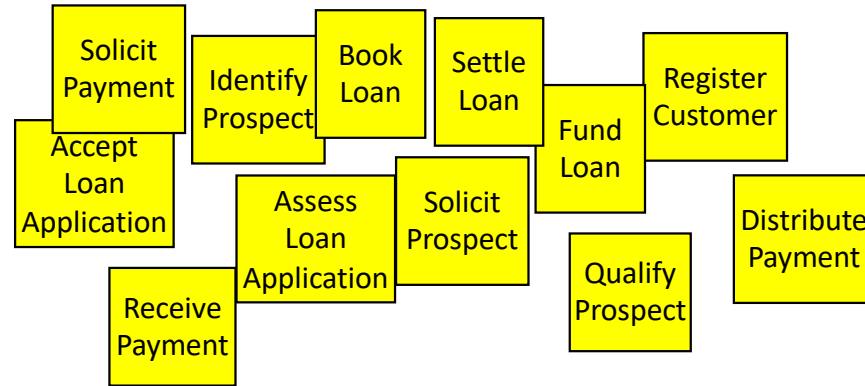 Solicit
Payment
Identify
Prospect
Book
Loan
Settle
Loan
Register
Customer
Fund
Loan
Accept
Loan
Application
Assess
Loan
Application
Solicit
Prospect
Distribute
Payment
Qualify
Prospect
Receive
Payment